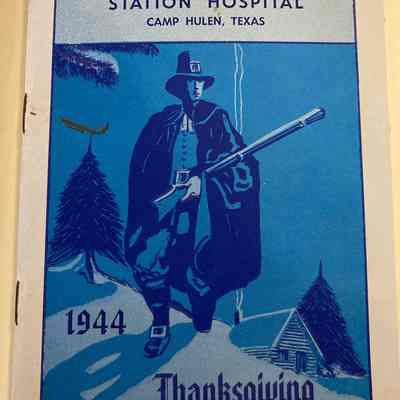 STATION HOSPITAL
CAMP HULEN, TEXAS
1944
Thanksgiving